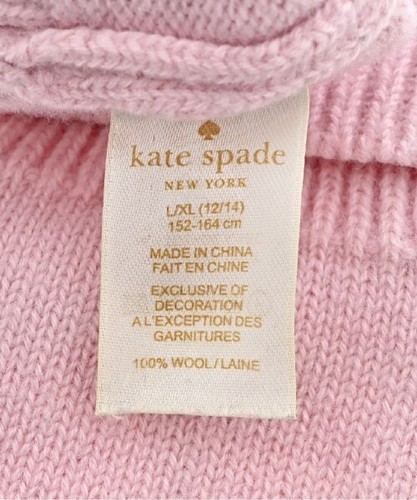 kate spade
NEW YORK
L/XL (12/14)
152-164 cm
MADE IN CHINA
FAIT EN CHINE
EXCLUSIVE OF
DECORATION
A L'EXCEPTION DES
GARNITURES
100% WOOL/LAINE